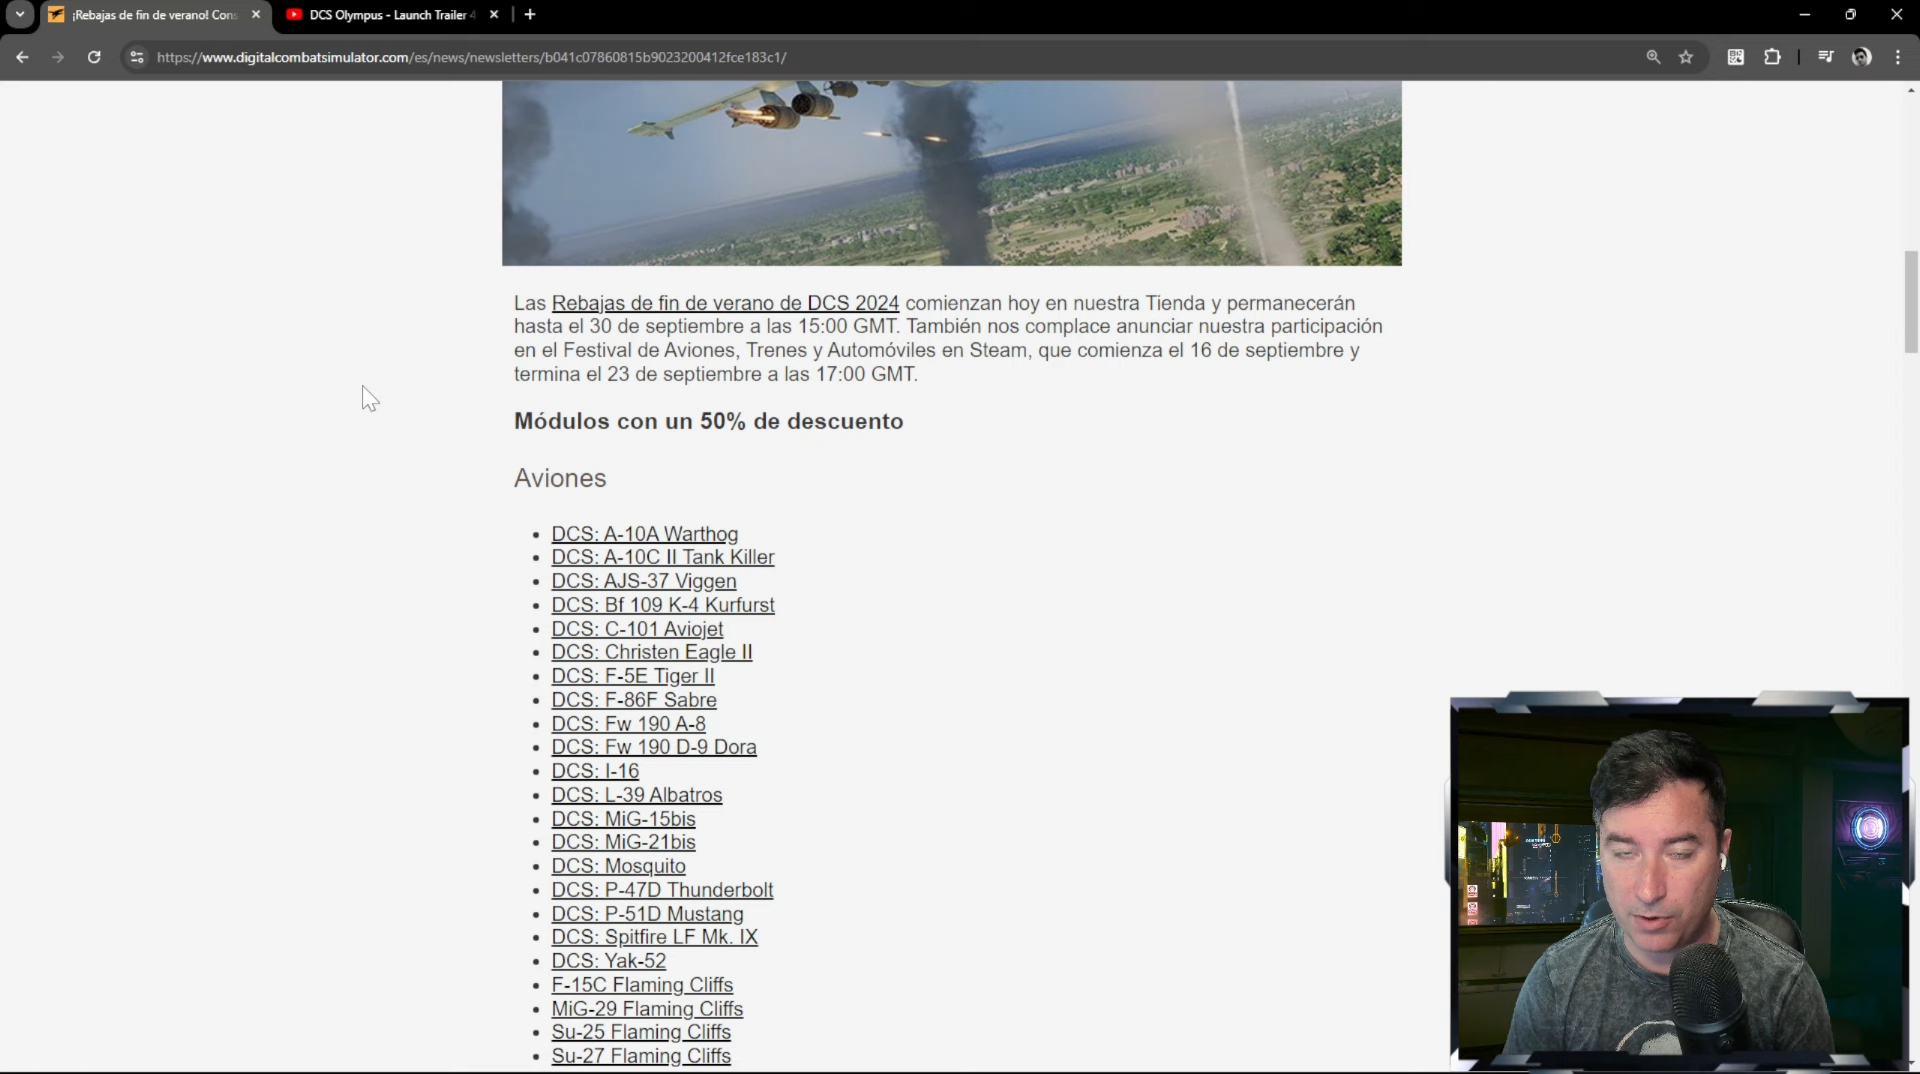 ¡Rebajas de fin de verano! Cons
DCS Olympus - Launch Trailer 4
https://www.digitalcombatsimulator.com/es/news/newsletters/b041c07860815b9023200412fce183c1/
Las Rebajas de fin de verano de DCS 2024 comienzan hoy en nuestra Tienda y permanecerán
hasta el 30 de septiembre a las 15:00 GMT. También nos complace anunciar nuestra participación
en el Festival de Aviones, Trenes y Automóviles en Steam, que comienza el 16 de septiembre y
termina el 23 de septiembre a las 17:00 GMT.
Módulos con un 50% de descuento
Aviones
DCS: A-10A Warthog
DCS: A-10C II Tank Killer
DCS: AJS-37 Viggen
DCS: Bf 109 K-4 Kurfurst
DCS: C-101 Aviojet
DCS: Christen Eagle II
DCS: F-5E Tiger II
DCS: F-86F Sabre
DCS: Fw 190 A-8
DCS: Fw 190 D-9 Dora
DCS: I-16
DCS: L-39 Albatros
DCS: MiG-15bis
DCS: MiG-21bis
DCS: Mosquito
DCS: P-47D Thunderbolt
DCS: P-51D Mustang
DCS: Spitfire LF Mk. IX
DCS: Yak-52
F-15C Flaming Cliffs
MiG-29 Flaming Cliffs
Su-25 Flaming Cliffs
Su-27 Flaming Cliffs